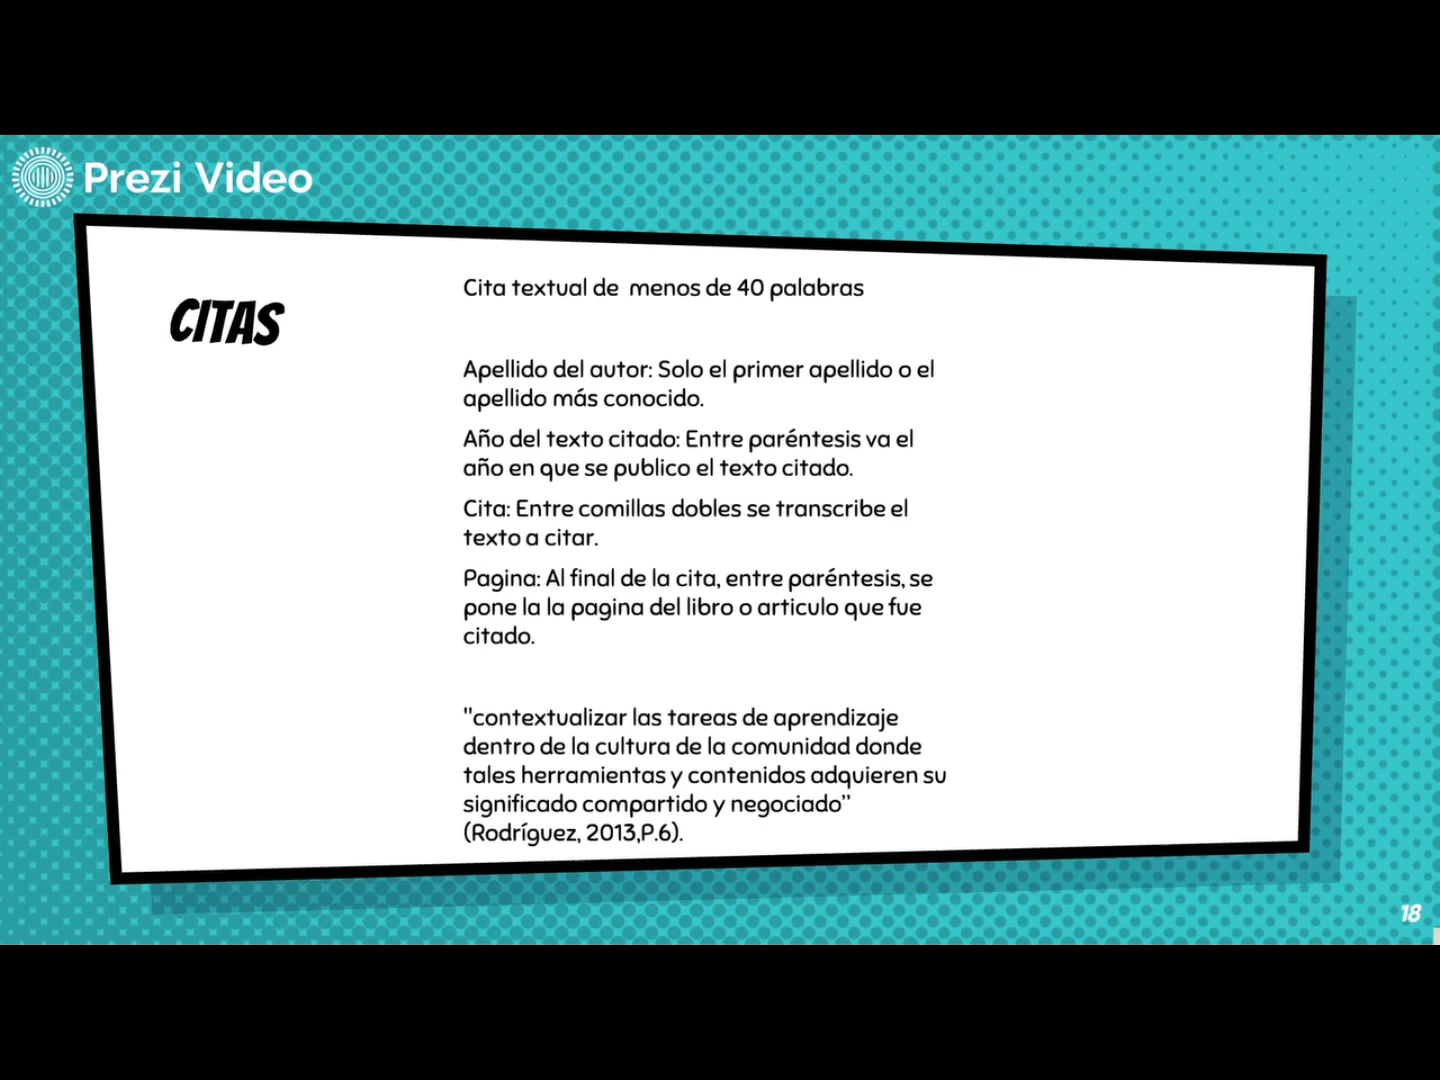 Prezi Video
CITAS
Cita textual de menos de 40 palabras
Apellido del autor: Solo el primer apellido o el
apellido más conocido.
Año del texto citado: Entre paréntesis va el
año en que se publico el texto citado.
Cita: Entre comillas dobles se transcribe el
texto a citar.
Pagina: Al final de la cita, entre paréntesis, se
pone la la pagina del libro o articulo que fue
citado.
"contextualizar las tareas de aprendizaje
dentro de la cultura de la comunidad donde
tales herramientas y contenidos adquieren su
significado compartido y negociado”
(Rodríguez, 2013,P.6).
18